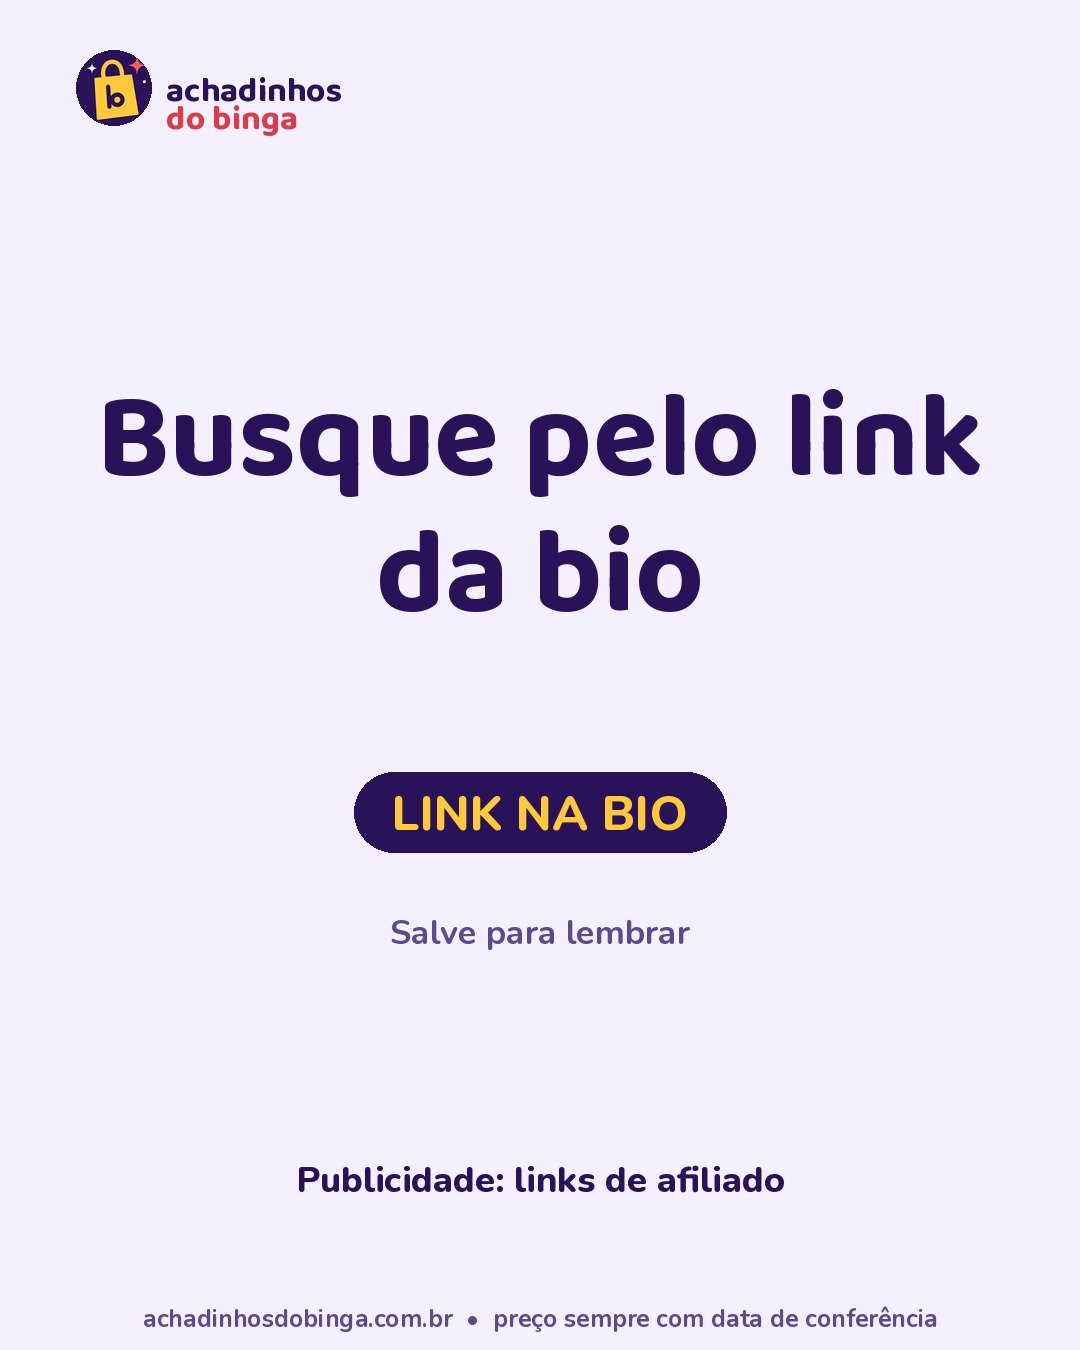 b
achadinhos
do binga
Busque pelo link
da bio
LINK NA BIO
Salve para lembrar
Publicidade: links de afiliado
achadinhosdobinga.com.br • preço sempre com data de conferência